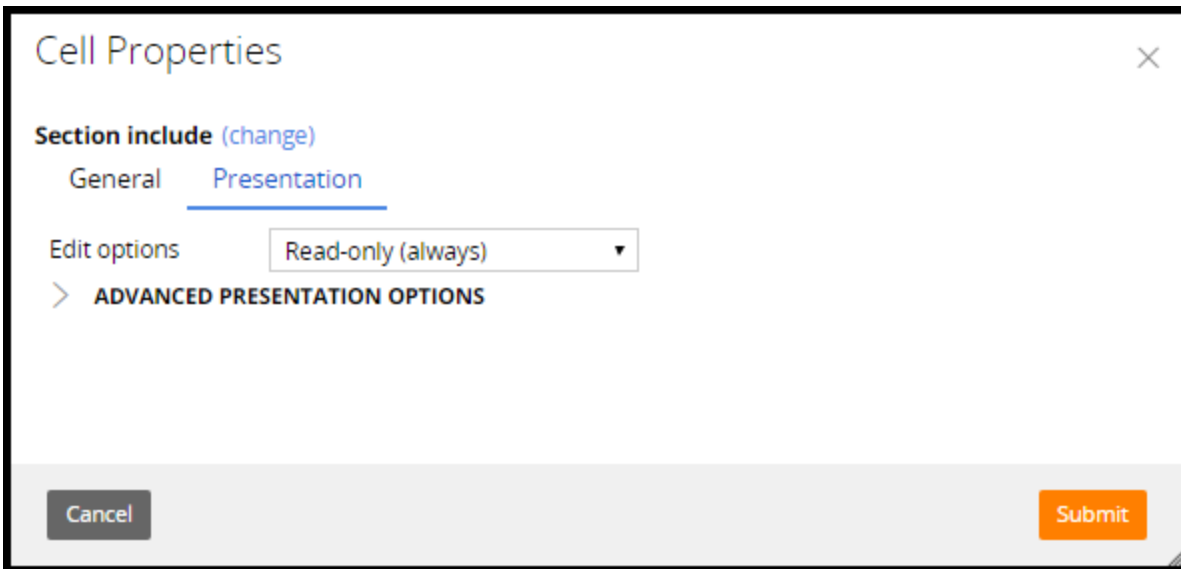 Cell Properties
Section include (change)
General Presentation
Edit options Read-only (always)
ADVANCED PRESENTATION OPTIONS
Cancel Submit